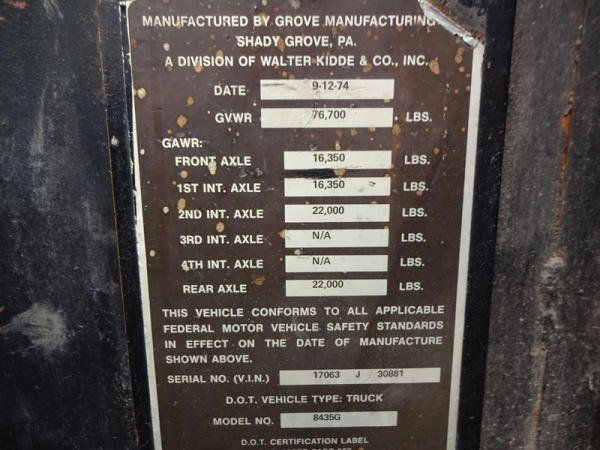 MANUFACTURED BY GROVE MANUFACTURING
SHADY GROVE, PA.
A DIVISION OF WALTER KIDDE & CO., INC.
DATE 9-12-74
GVWR 76,700 LBS.
GAWR:
FRONT AXLE 16,350 LBS.
1ST INT. AXLE 16,350 LBS.
2ND INT. AXLE 22,000 LBS.
3RD INT. AXLE N/A LBS.
4TH INT. AXLE N/A LBS.
REAR AXLE 22,000 LBS.
THIS VEHICLE CONFORMS TO ALL APPLICABLE
FEDERAL MOTOR VEHICLE SAFETY STANDARDS
IN EFFECT ON THE DATE OF MANUFACTURE
SHOWN ABOVE.
SERIAL NO. (V.I.N.) 17063 J 30881
D.O.T. VEHICLE TYPE: TRUCK
MODEL NO. 8435G
D.O.T. CERTIFICATION LABEL